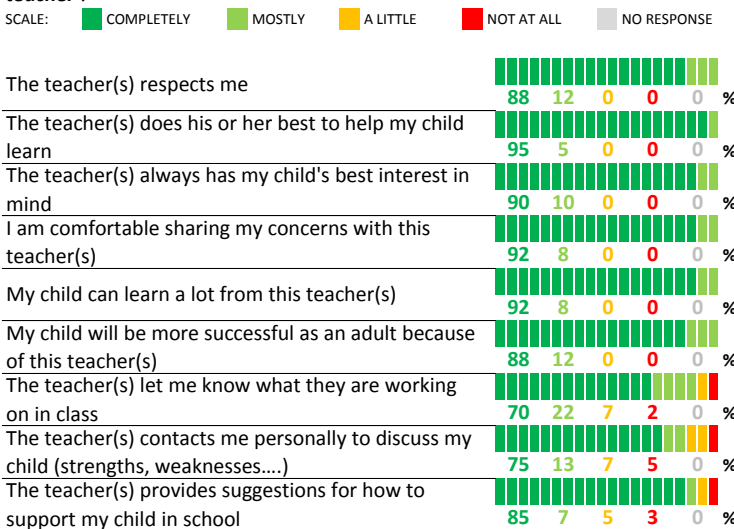 SCALE: COMPLETELY MOSTLY A LITTLE NOT AT ALL NO RESPONSE
The teacher(s) respects me
88 12 0 0 0 %
The teacher(s) does his or her best to help my child
learn
95 5 0 0 0 %
The teacher(s) always has my child's best interest in
mind
90 10 0 0 0 %
I am comfortable sharing my concerns with this
teacher(s)
92 8 0 0 0 %
My child can learn a lot from this teacher(s)
92 8 0 0 0 %
My child will be more successful as an adult because
of this teacher(s)
88 12 0 0 0 %
The teacher(s) let me know what they are working
on in class
70 22 7 2 0 %
The teacher(s) contacts me personally to discuss my
child (strengths, weaknesses....)
75 13 7 5 0 %
The teacher(s) provides suggestions for how to
support my child in school
85 7 5 3 0 %